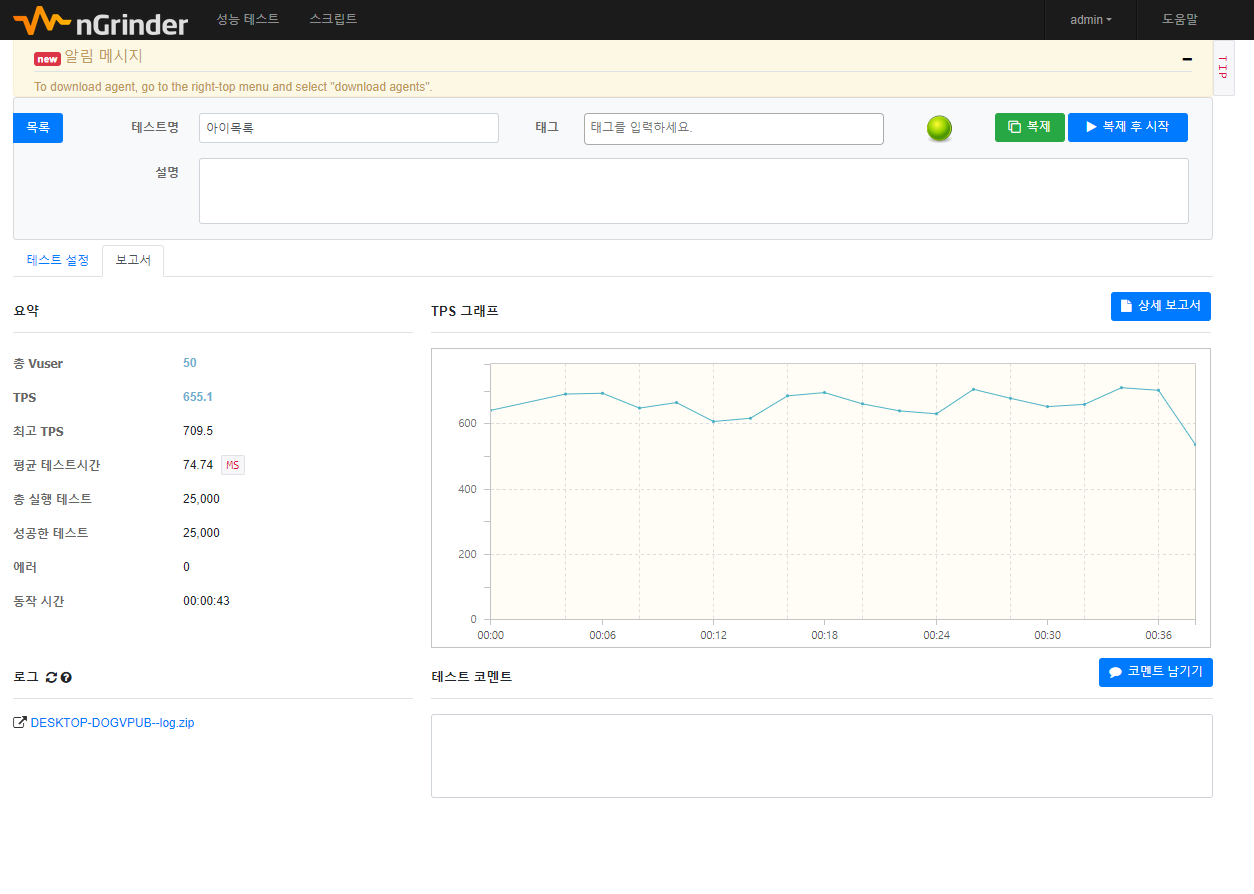 nGrinder 성능 테스트 스크립트 admin 도움말
new 알림 메시지
TIP
To download agent, go to the right-top menu and select "download agents".
목록 테스트명 아이목록 태그 태그를 입력하세요. 복제 복제 후 시작
설명
테스트 설정 보고서
요약
TPS 그래프 상세 보고서
총 Vuser 50
TPS 655.1
최고 TPS 709.5
평균 테스트시간 74.74 MS
총 실행 테스트 25,000
성공한 테스트 25,000
에러 0
동작 시간 00:00:43
600
400
200
0
00:00 00:06 00:12 00:18 00:24 00:30 00:36
로그
테스트 코멘트 코멘트 남기기
DESKTOP-DOGVPUB--log.zip